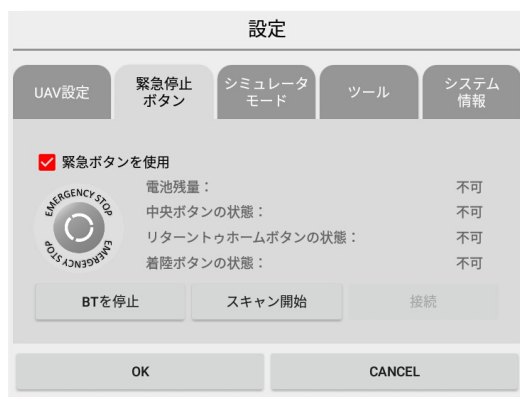 設定
UAV設定
緊急停止
ボタン
シミュレータ
モード
ツール
システム
情報
緊急ボタンを使用
EMERGENCY STOP
EMERGENCY STOP
電池残量： 不可
中央ボタンの状態： 不可
リターントゥホームボタンの状態： 不可
着陸ボタンの状態： 不可
BTを停止
スキャン開始
接続
OK
CANCEL